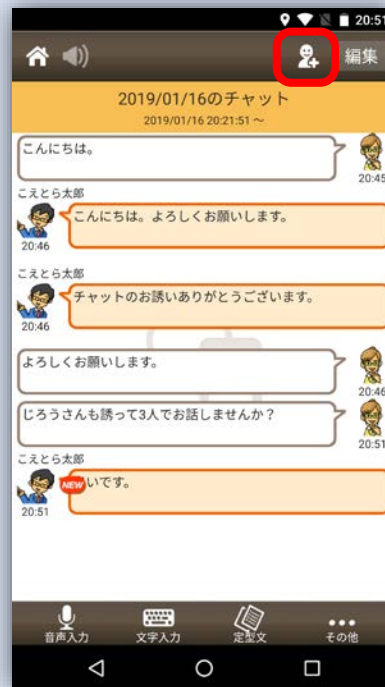 20:51
編集
2019/01/16のチャット
2019/01/16 20:21:51 ～
こんにちは。
20:45
こえとら太郎
こんにちは。よろしくお願いします。
20:46
こえとら太郎
チャットのお誘いありがとうございます。
20:46
よろしくお願いします。
20:46
じろうさんも誘って3人でお話しませんか？
20:51
こえとら太郎
NEW いです。
20:51
音声入力 文字入力 定型文 その他